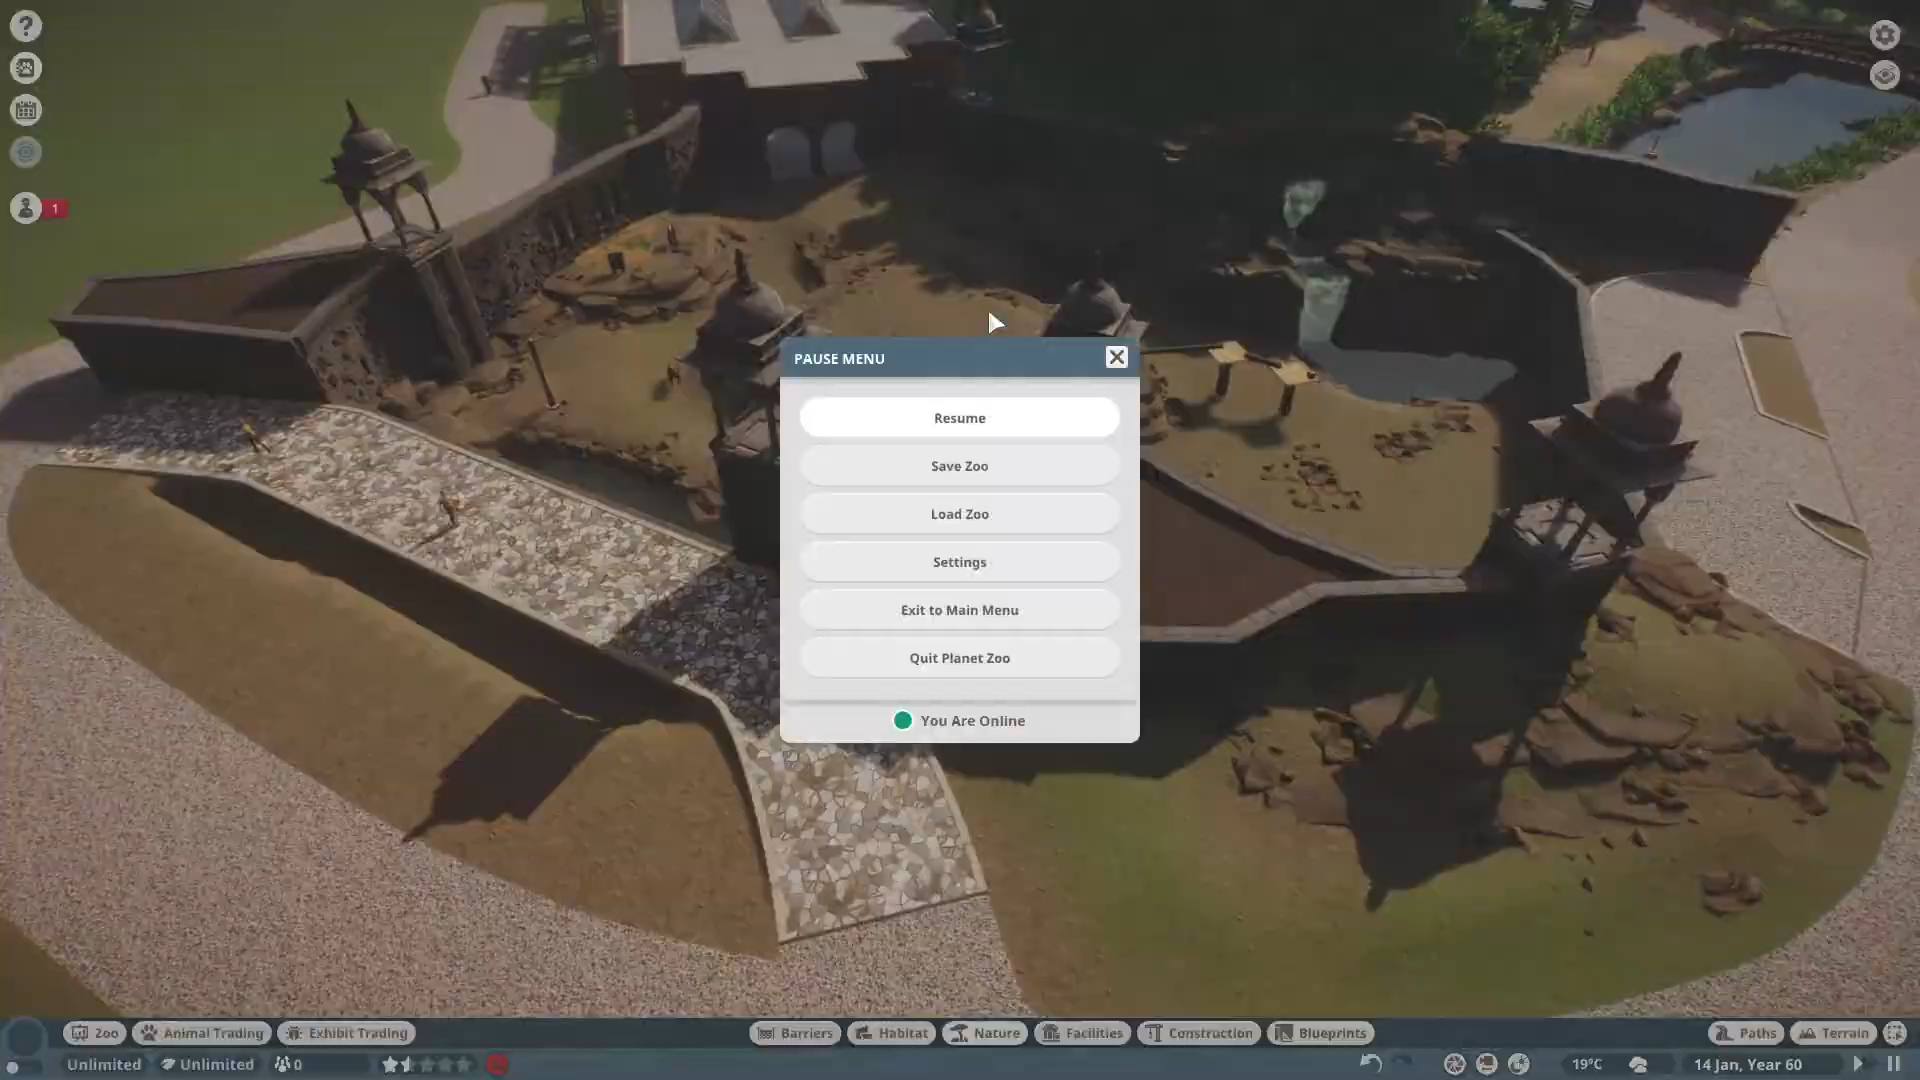 ?
1
PAUSE MENU
Resume
Save Zoo
Load Zoo
Settings
Exit to Main Menu
Quit Planet Zoo
You Are Online
Zoo Animal Trading Exhibit Trading Barriers Habitat Nature Facilities Construction Blueprints Paths Terrain
Unlimited Unlimited 0 19°C 14 Jan, Year 60